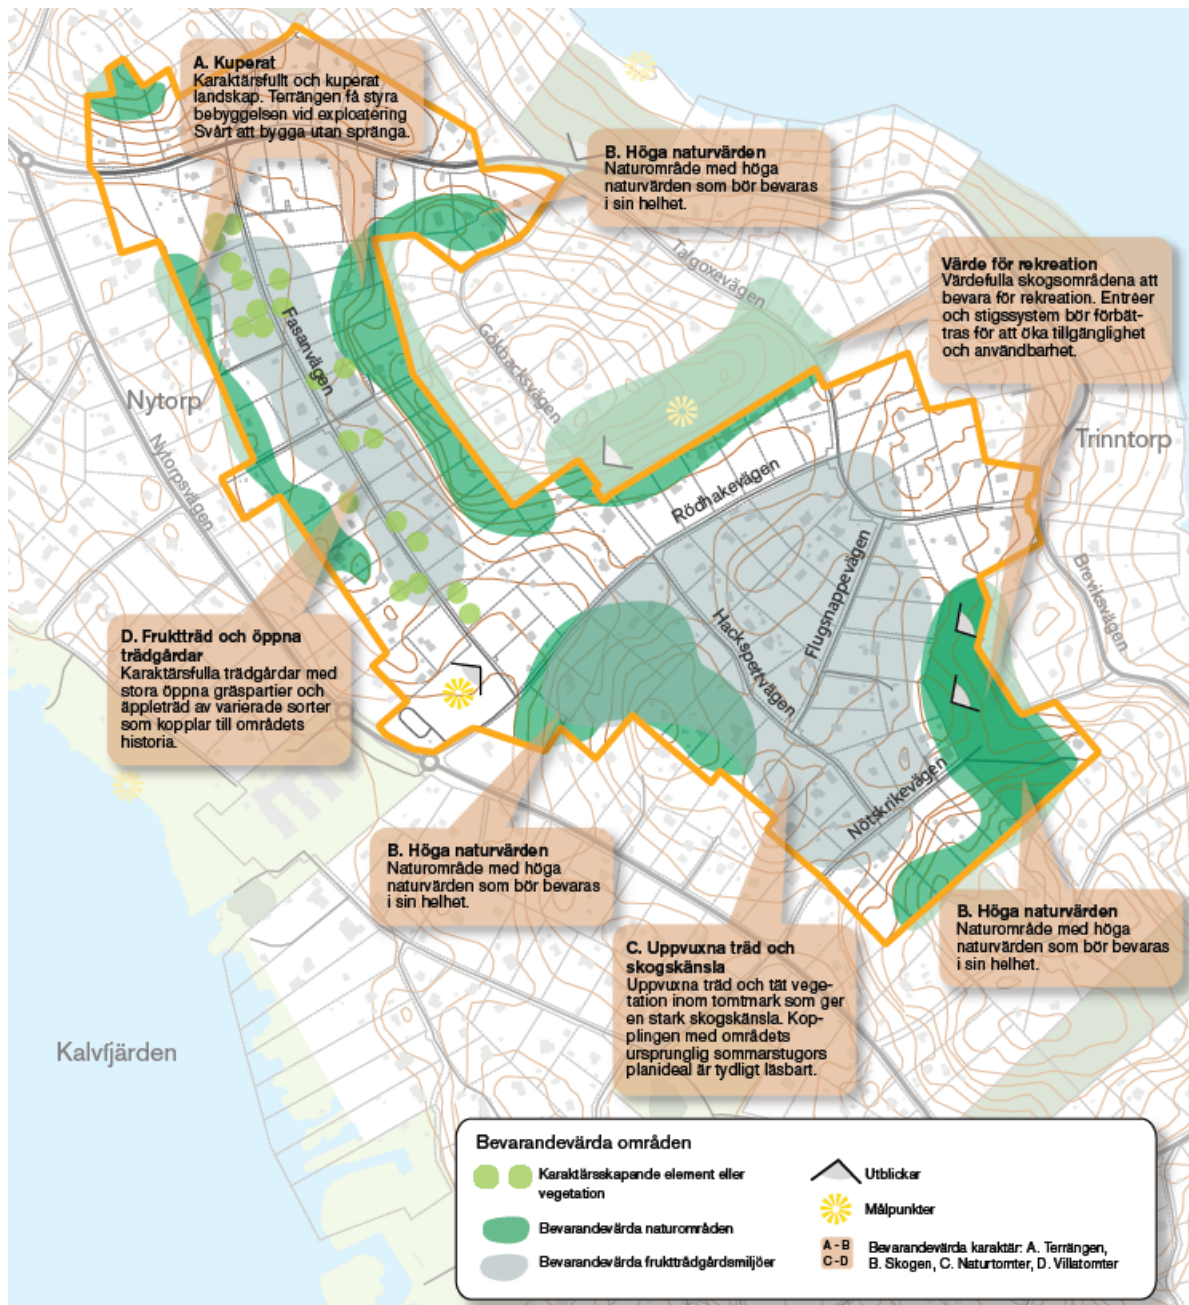 A. Kuperat
Karaktärsfullt och kuperat
landskap. Terrängen få styra
bebyggelsen vid exploatering
Svårt att bygga utan spränga.
B. Höga naturvärden
Naturområde med höga
naturvärden som bör bevaras
i sin helhet.
Talgoxevägen
Värde för rekreation
Värdefulla skogsområdena att
bevara för rekreation. Entréer
och stigssystem bör förbät-
tras för att öka tillgänglighet
och användbarhet.
Fasanvägen
Gökbacksvägen
Nytorp
Nytorpsvägen
Trinntorp
Rödhakevägen
Flugsnappevägen
Hackspettvägen
Breviksvägen
Nötskrikevägen
D. Fruktträd och öppna
trädgårdar
Karaktärsfulla trädgårdar med
stora öppna gräspartier och
äppleträd av varierade sorter
som kopplar till områdets
historia.
B. Höga naturvärden
Naturområde med höga
naturvärden som bör bevaras
i sin helhet.
C. Uppvuxna träd och
skogskänsla
Uppvuxna träd och tät vege-
tation inom tomtmark som ger
en stark skogskänsla. Kop-
plingen med områdets
ursprunglig sommarstugors
planideal är tydligt läsbart.
B. Höga naturvärden
Naturområde med höga
naturvärden som bör bevaras
i sin helhet.
Kalvfjärden
Bevarandevärda områden
Karaktärsskapande element eller
vegetation
Bevarandevärda naturområden
Bevarandevärda fruktträdgårdsmiljöer
Utblickar
Målpunkter
A - B
C - D
Bevarandevärda karaktär: A. Terrängen,
B. Skogen, C. Naturtomter, D. Villatomter